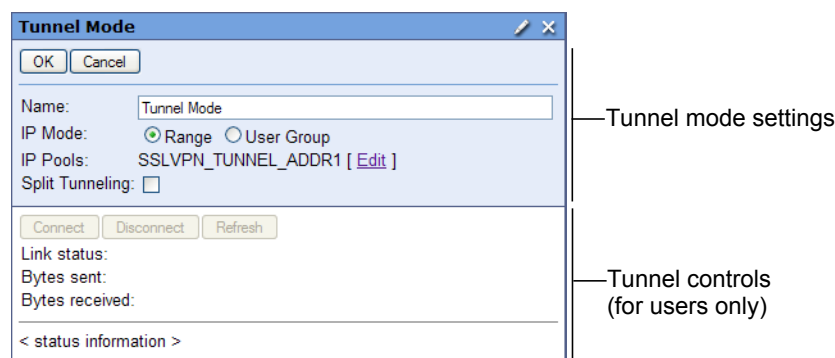 Tunnel Mode
OK Cancel
Name: Tunnel Mode
IP Mode: Range User Group
IP Pools: SSLVPN_TUNNEL_ADDR1 [ Edit ]
Split Tunneling:
Tunnel mode settings
Connect Disconnect Refresh
Link status:
Bytes sent:
Bytes received:
Tunnel controls
(for users only)
< status information >